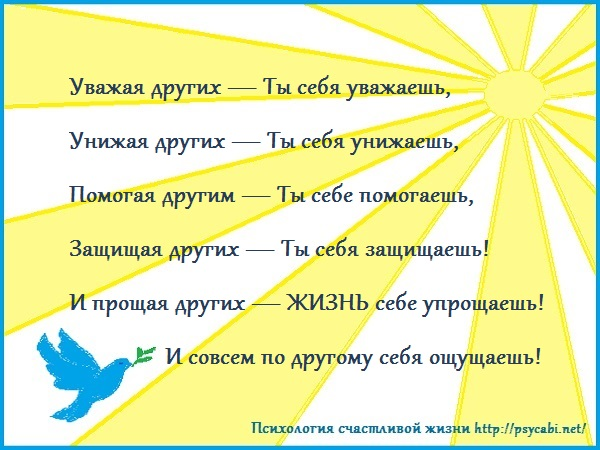 Уважая других — Ты себя уважаешь,
Унижая других — Ты себя унижаешь,
Помогая другим — Ты себе помогаешь,
Защищая других — Ты себя защищаешь!
И прощая других — ЖИЗНЬ себе упрощаешь!
И совсем по другому себя ощущаешь!
Психология счастливой жизни http://psycabi.net/